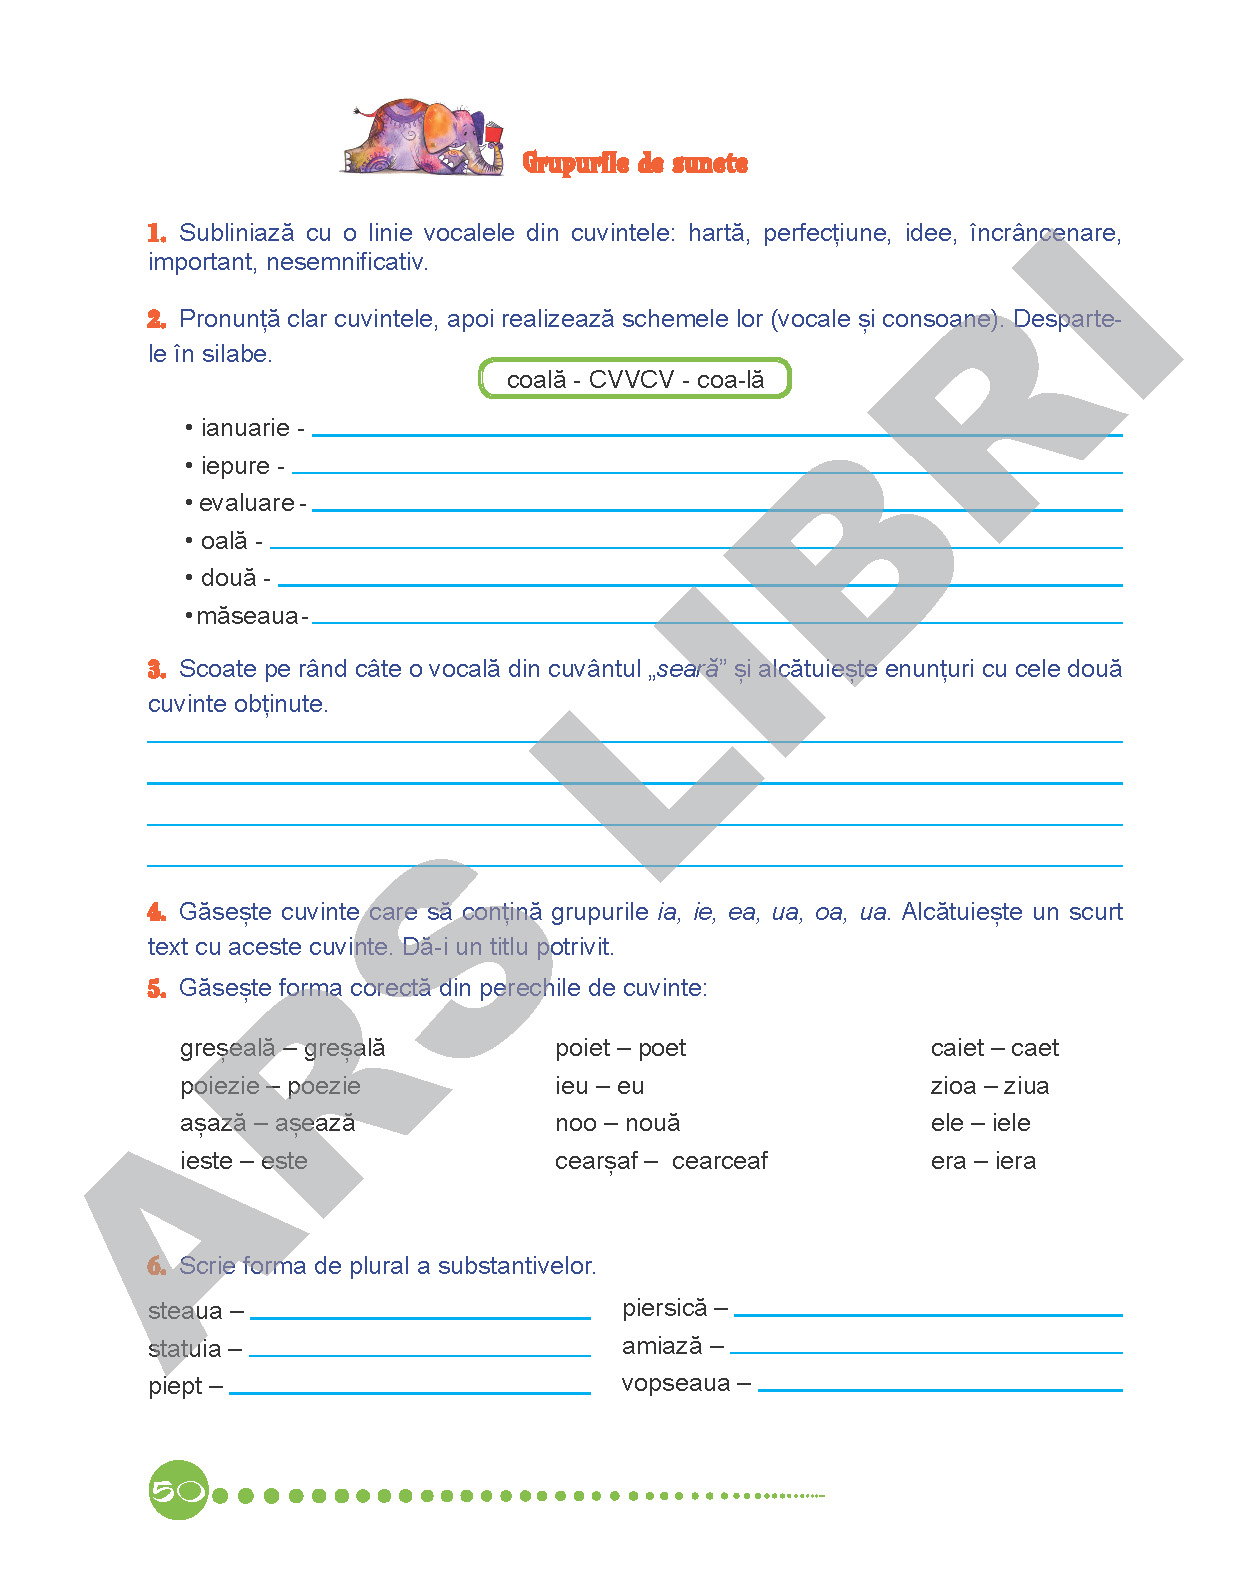 Grupurile de sunete
1. Subliniază cu o linie vocalele din cuvintele: hartă, perfecțiune, idee, încrâncenare,
important, nesemnificativ.
2. Pronunță clar cuvintele, apoi realizează schemele lor (vocale și consoane). Desparte-
le în silabe.
coală - CVVCV - coa-lă
• ianuarie -
• iepure -
• evaluare -
• oală -
• două -
• măseaua -
3. Scoate pe rând câte o vocală din cuvântul „seară” și alcătuiește enunțuri cu cele două
cuvinte obținute.
4. Găsește cuvinte care să conțină grupurile ia, ie, ea, ua, oa, ua. Alcătuiește un scurt
text cu aceste cuvinte. Dă-i un titlu potrivit.
5. Găsește forma corectă din perechile de cuvinte:
greșeală – greșală poiet – poet caiet – caet
poiezie – poezie ieu – eu zioa – ziua
așază – așează noo – nouă ele – iele
ieste – este cearșaf – cearceaf era – iera
6. Scrie forma de plural a substantivelor.
steaua – piersică –
statuia – amiază –
piept – vopseaua –
50
ARS LIBRI